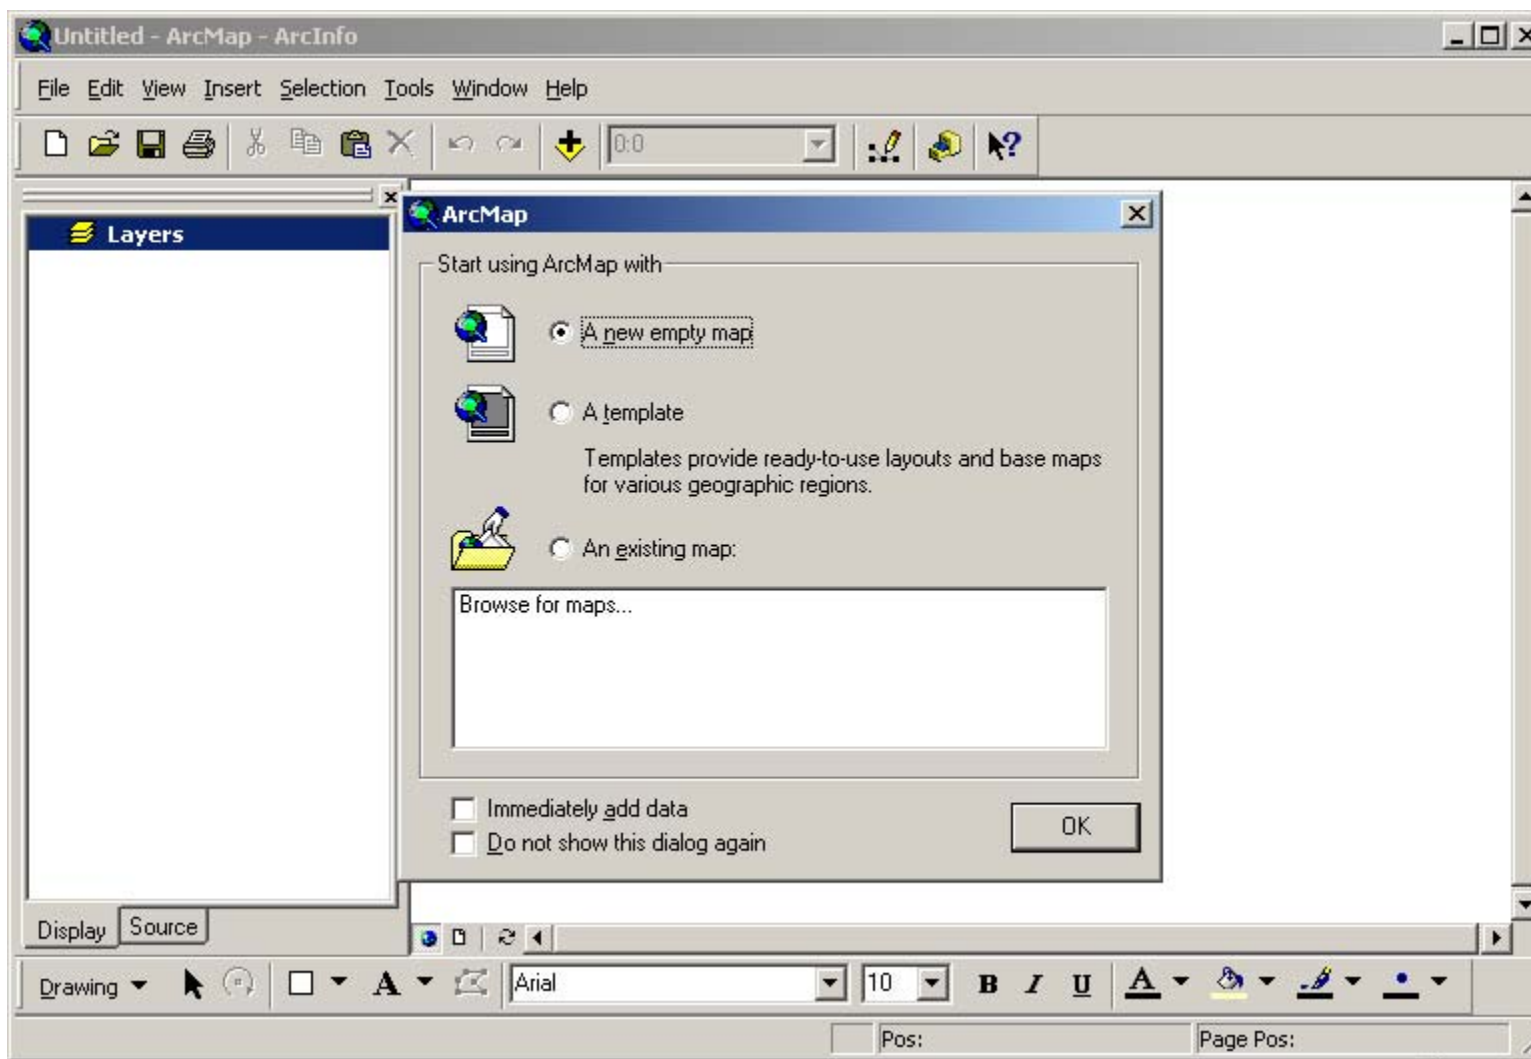 Untitled - ArcMap - ArcInfo
File Edit View Insert Selection Tools Window Help
0:0
Layers
ArcMap
Start using ArcMap with
A new empty map
A template
Templates provide ready-to-use layouts and base maps
for various geographic regions.
An existing map:
Browse for maps...
Immediately add data
Do not show this dialog again
OK
Display Source
Drawing A Arial 10 B I U A
Pos: Page Pos: